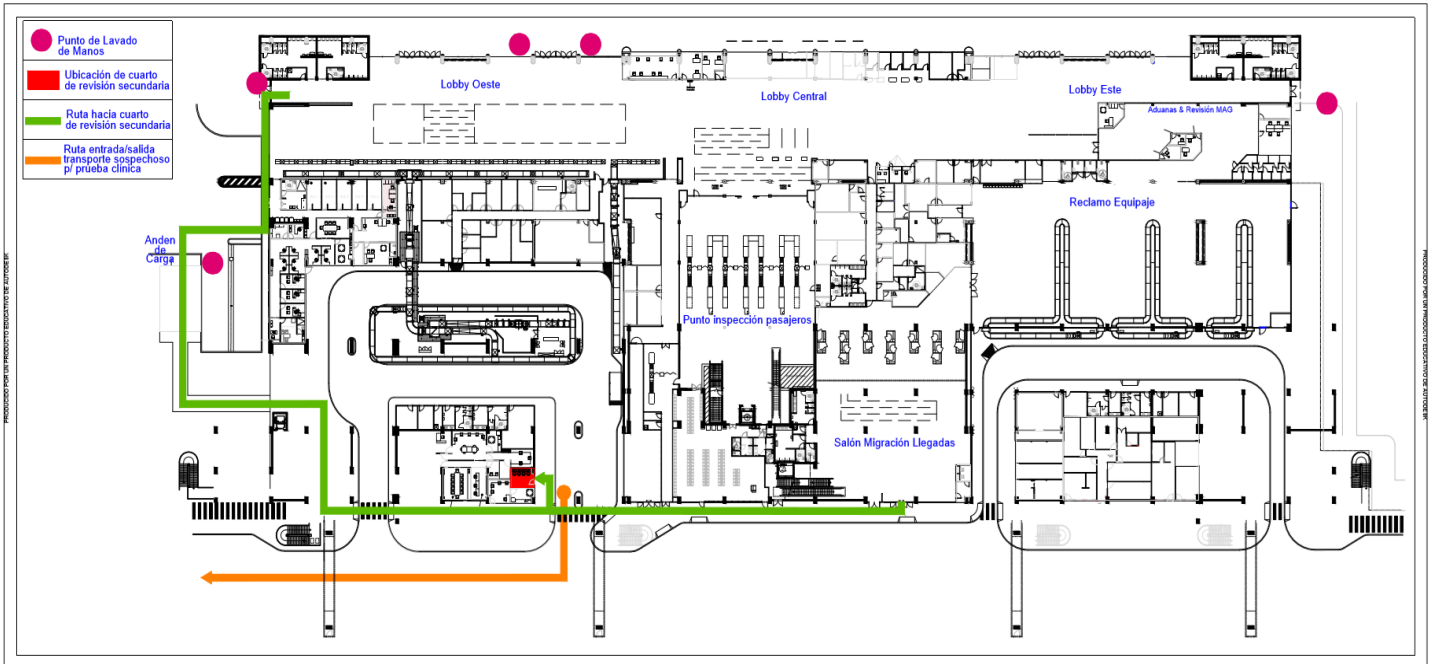 Punto de Lavado
de Manos
Ubicación de cuarto
de revisión secundaria
Ruta hacia cuarto
de revisión secundaria
Ruta entrada/salida
transporte sospechoso
p/ prueba clínica
Lobby Oeste
Lobby Central
Lobby Este
Aduanas & Revisión MAG
Reclamo Equipaje
Anden
de
Carga
Punto inspección pasajeros
Salón Migración Llegadas
PRODUCIDO POR UN PRODUCTO EDUCATIVO DE AUTODESK
PRODUCIDO POR UN PRODUCTO EDUCATIVO DE AUTODESK